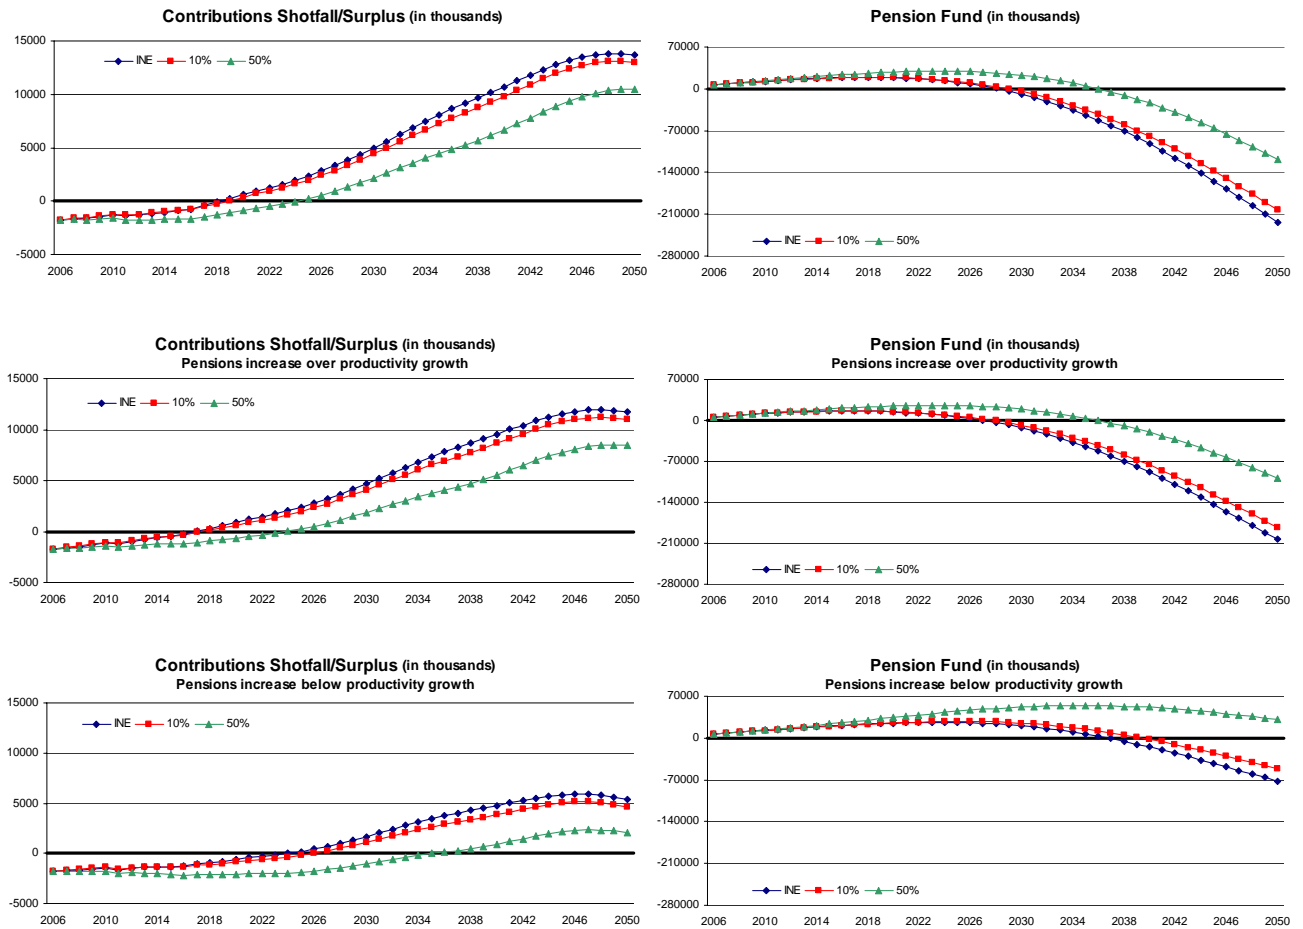 Contributions Shotfall/Surplus (in thousands)
15000
10000
5000
0
-5000
INE 10% 50%
2006 2010 2014 2018 2022 2026 2030 2034 2038 2042 2046 2050
Pension Fund (in thousands)
70000
0
-70000
-140000
-210000
-280000
INE 10% 50%
2006 2010 2014 2018 2022 2026 2030 2034 2038 2042 2046 2050
Contributions Shotfall/Surplus (in thousands)
Pensions increase over productivity growth
15000
10000
5000
0
-5000
INE 10% 50%
2006 2010 2014 2018 2022 2026 2030 2034 2038 2042 2046 2050
Pension Fund (in thousands)
Pensions increase over productivity growth
70000
0
-70000
-140000
-210000
-280000
INE 10% 50%
2006 2010 2014 2018 2022 2026 2030 2034 2038 2042 2046 2050
Contributions Shotfall/Surplus (in thousands)
Pensions increase below productivity growth
15000
10000
5000
0
-5000
INE 10% 50%
2006 2010 2014 2018 2022 2026 2030 2034 2038 2042 2046 2050
Pension Fund (in thousands)
Pensions increase below productivity growth
70000
0
-70000
-140000
-210000
-280000
INE 10% 50%
2006 2010 2014 2018 2022 2026 2030 2034 2038 2042 2046 2050